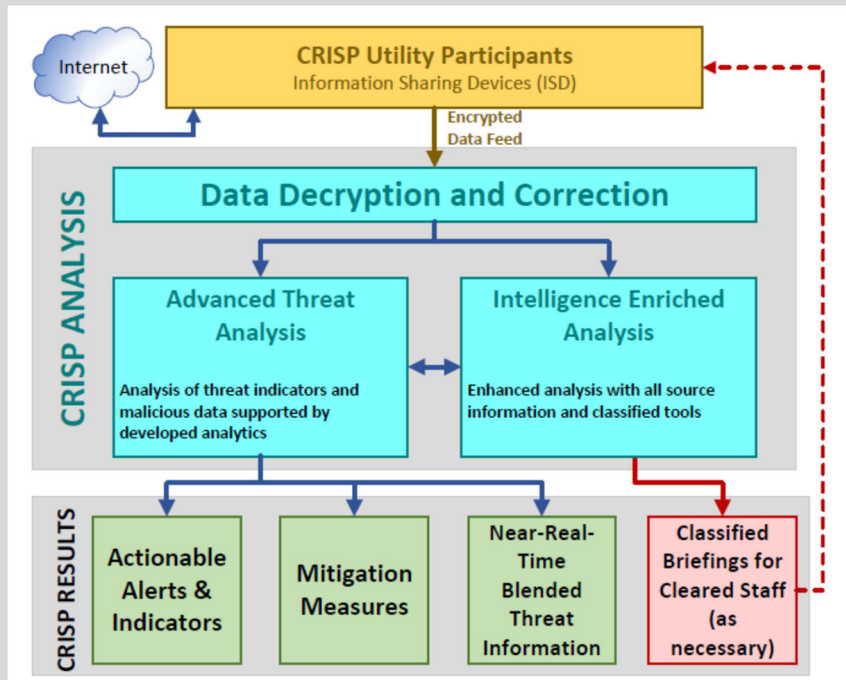 Internet
CRISP Utility Participants
Information Sharing Devices (ISD)
Encrypted
Data Feed
CRISP ANALYSIS
Data Decryption and Correction
Advanced Threat
Analysis
Analysis of threat indicators and
malicious data supported by
developed analytics
Intelligence Enriched
Analysis
Enhanced analysis with all source
information and classified tools
CRISP RESULTS
Actionable
Alerts &
Indicators
Mitigation
Measures
Near-Real-
Time
Blended
Threat
Information
Classified
Briefings for
Cleared Staff
(as
necessary)